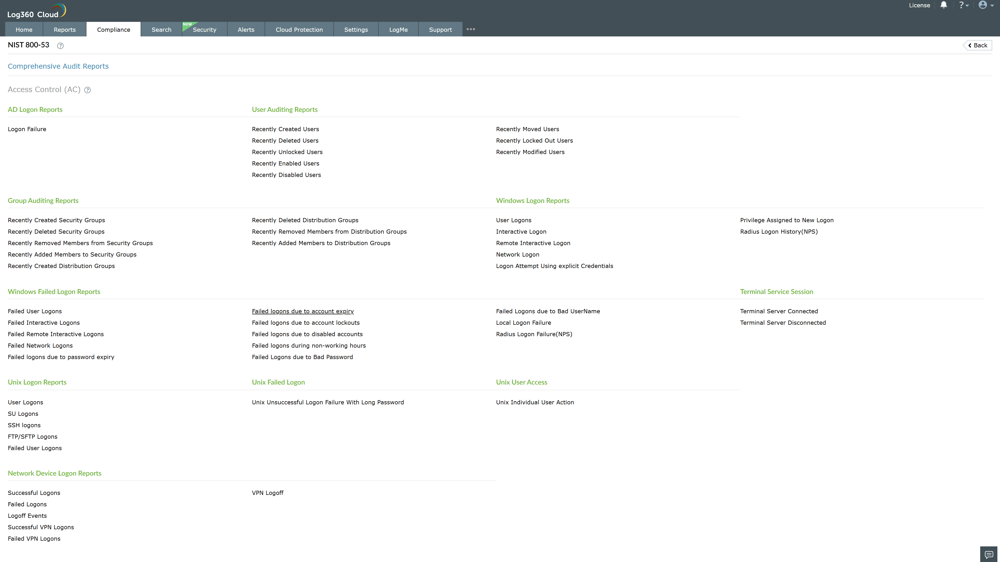 License
?
Log360 Cloud
Home
Reports
Compliance
Search
NEW
Security
Alerts
Cloud Protection
Settings
LogMe
Support
NIST 800-53 ?
Back
Comprehensive Audit Reports
Access Control (AC) ?
AD Logon Reports
Logon Failure
User Auditing Reports
Recently Created Users
Recently Deleted Users
Recently Unlocked Users
Recently Enabled Users
Recently Disabled Users
Recently Moved Users
Recently Locked Out Users
Recently Modified Users
Group Auditing Reports
Recently Created Security Groups
Recently Deleted Security Groups
Recently Removed Members from Security Groups
Recently Added Members to Security Groups
Recently Created Distribution Groups
Recently Deleted Distribution Groups
Recently Removed Members from Distribution Groups
Recently Added Members to Distribution Groups
Windows Logon Reports
User Logons
Interactive Logon
Remote Interactive Logon
Network Logon
Logon Attempt Using explicit Credentials
Privilege Assigned to New Logon
Radius Logon History(NPS)
Windows Failed Logon Reports
Failed User Logons
Failed Interactive Logons
Failed Remote Interactive Logons
Failed Network Logons
Failed logons due to password expiry
Failed logons due to account expiry
Failed logons due to account lockouts
Failed logons due to disabled accounts
Failed logons during non-working hours
Failed Logons due to Bad Password
Failed Logons due to Bad UserName
Local Logon Failure
Radius Logon Failure(NPS)
Terminal Service Session
Terminal Server Connected
Terminal Server Disconnected
Unix Logon Reports
User Logons
SU Logons
SSH logons
FTP/SFTP Logons
Failed User Logons
Unix Failed Logon
Unix Unsuccessful Logon Failure With Long Password
Unix User Access
Unix Individual User Action
Network Device Logon Reports
Successful Logons
Failed Logons
Logoff Events
Successful VPN Logons
Failed VPN Logons
VPN Logoff